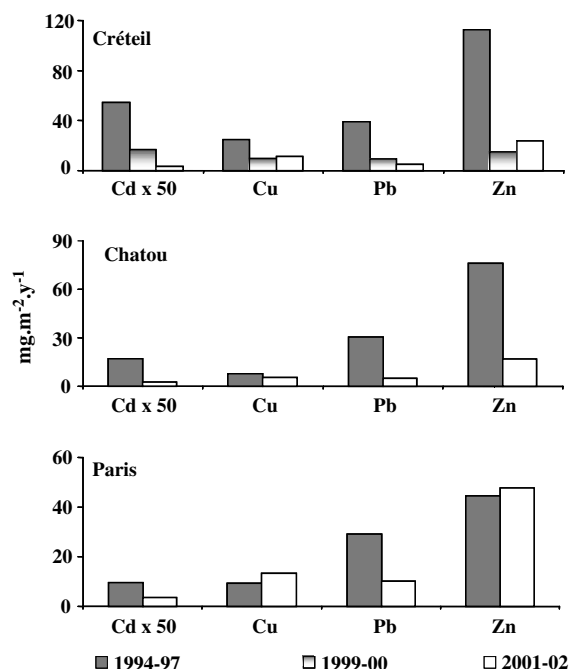 120
Créteil
80
40
0
Cd x 50 Cu Pb Zn
90
Chatou
60
30
0
Cd x 50 Cu Pb Zn
mg.m-2.y-1
60
Paris
40
20
0
Cd x 50 Cu Pb Zn
1994-97 1999-00 2001-02